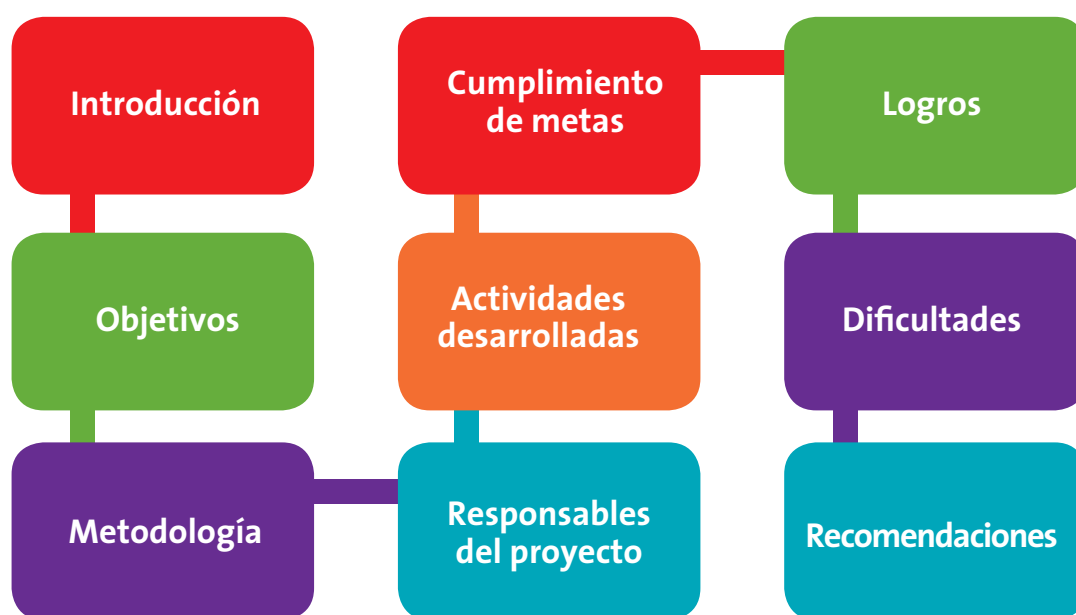 Introducción
Objetivos
Metodología
Responsables
del proyecto
Actividades
desarrolladas
Cumplimiento
de metas
Logros
Dificultades
Recomendaciones